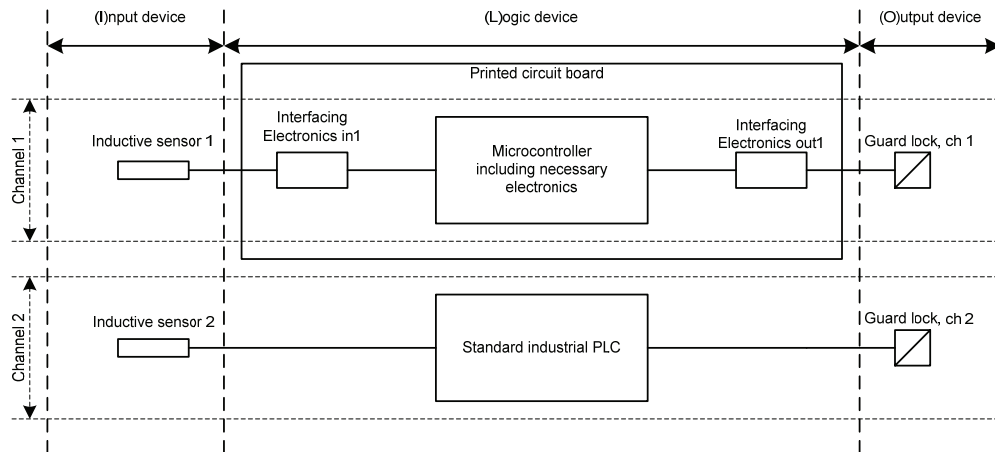 (I)nput device
(L)ogic device
(O)utput device
Printed circuit board
Channel 1
Inductive sensor 1
Interfacing
Electronics in1
Microcontroller
including necessary
electronics
Interfacing
Electronics out1
Guard lock, ch 1
Channel 2
Inductive sensor 2
Standard industrial PLC
Guard lock, ch 2